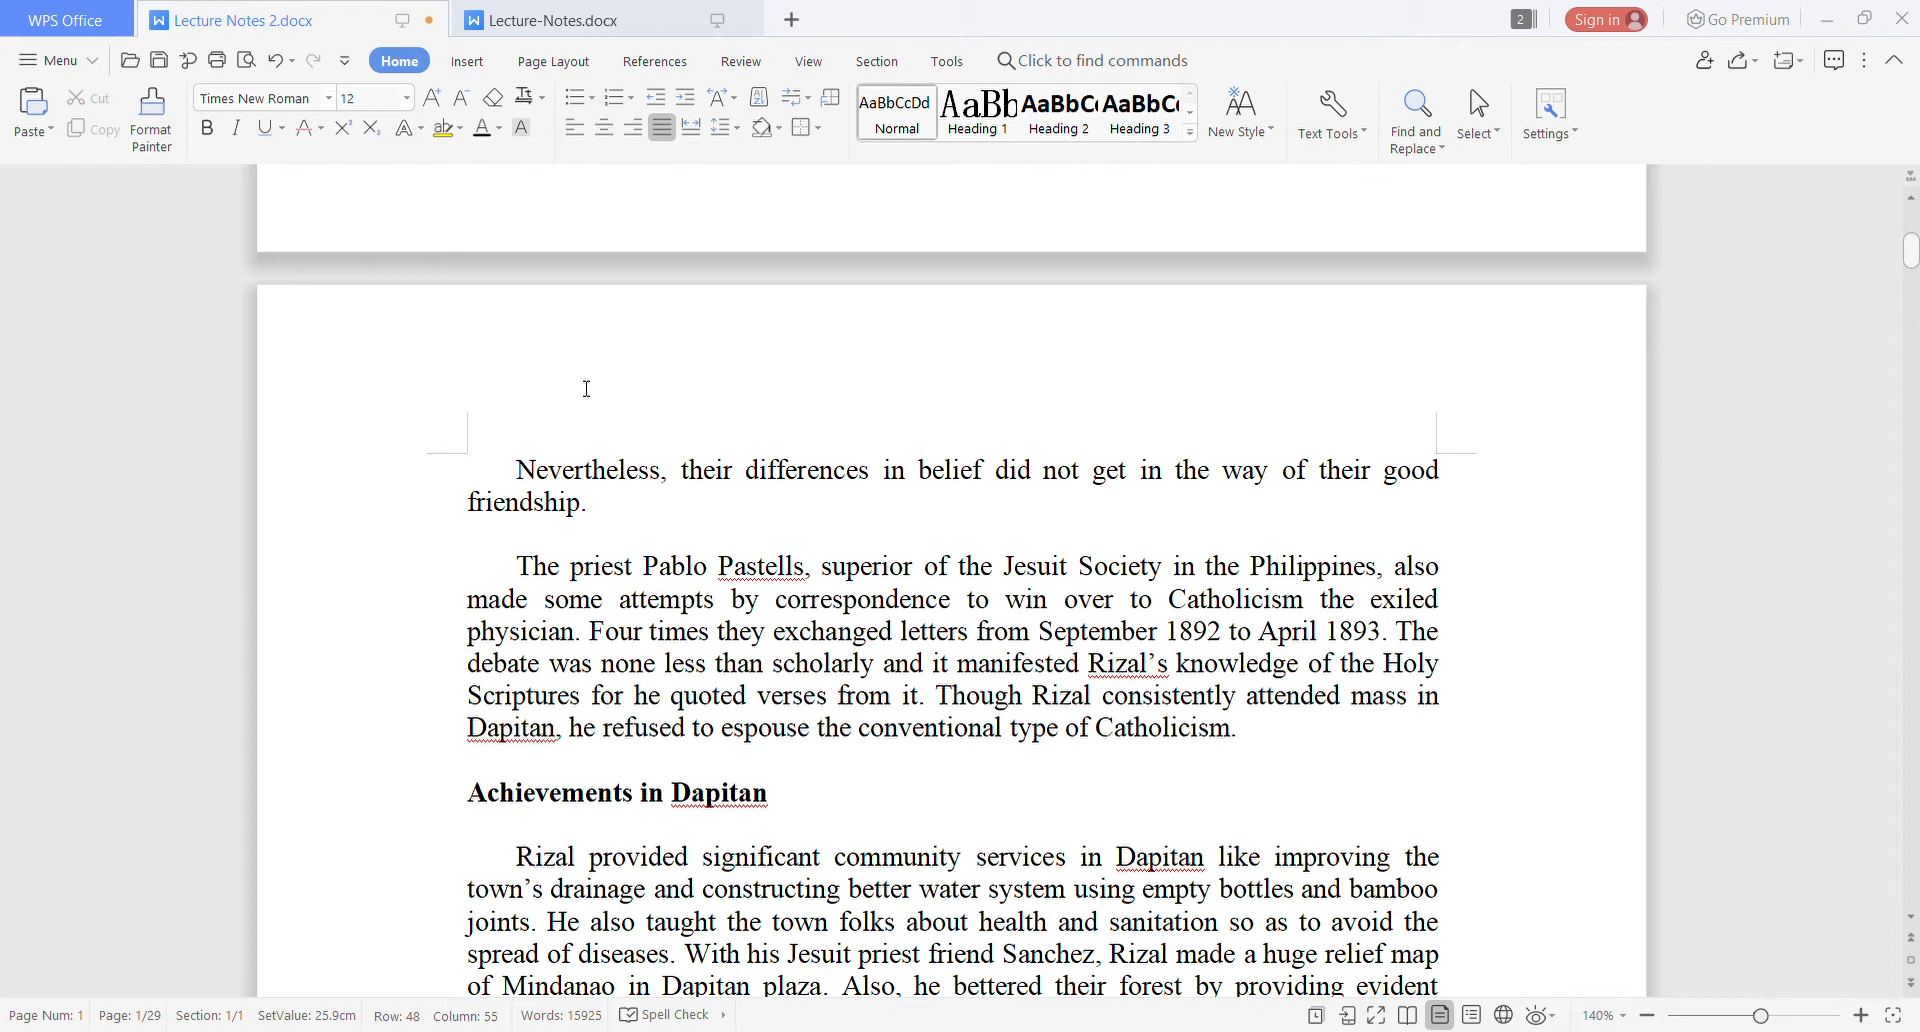 WPS Office
Lecture Notes 2.docx
Lecture-Notes.docx
2
Sign in
Go Premium
Menu
Home
Insert
Page Layout
References
Review
View
Section
Tools
Click to find commands
Paste
Cut
Copy
Format
Painter
Times New Roman
12
AaBbCcDd
Normal
AaBb
Heading 1
AaBbC
Heading 2
AaBbC
Heading 3
New Style
Text Tools
Find and
Replace
Select
Settings
Nevertheless, their differences in belief did not get in the way of their good
friendship.
The priest Pablo Pastells, superior of the Jesuit Society in the Philippines, also
made some attempts by correspondence to win over to Catholicism the exiled
physician. Four times they exchanged letters from September 1892 to April 1893. The
debate was none less than scholarly and it manifested Rizal’s knowledge of the Holy
Scriptures for he quoted verses from it. Though Rizal consistently attended mass in
Dapitan, he refused to espouse the conventional type of Catholicism.
Achievements in Dapitan
Rizal provided significant community services in Dapitan like improving the
town’s drainage and constructing better water system using empty bottles and bamboo
joints. He also taught the town folks about health and sanitation so as to avoid the
spread of diseases. With his Jesuit priest friend Sanchez, Rizal made a huge relief map
of Mindanao in Dapitan plaza. Also, he bettered their forest by providing evident
Page Num: 1
Page: 1/29
Section: 1/1
SetValue: 25.9cm
Row: 48
Column: 55
Words: 15925
Spell Check
140%